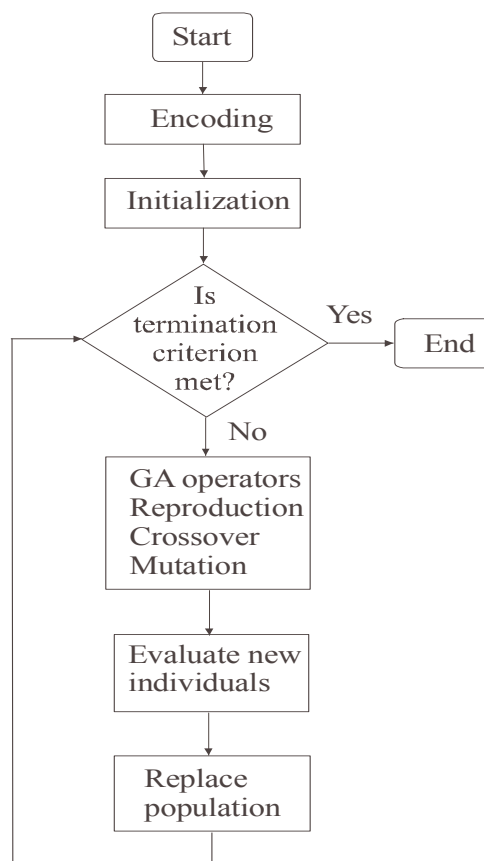 Start
Encoding
Initialization
Is
termination
criterion
met?
Yes
End
No
GA operators
Reproduction
Crossover
Mutation
Evaluate new
individuals
Replace
population